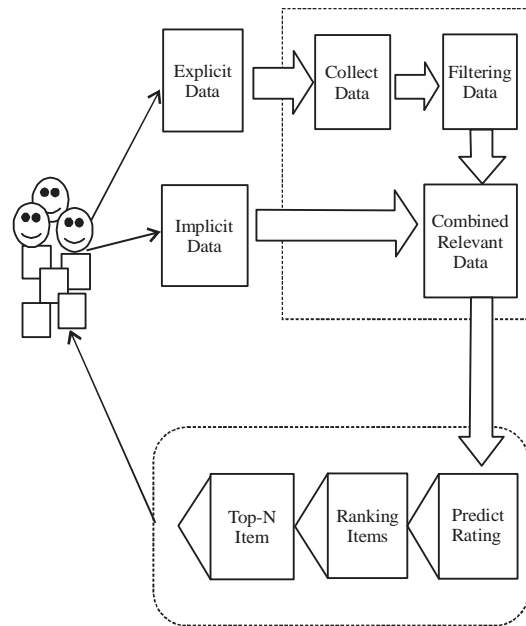 Explicit
Data
Collect
Data
Filtering
Data
Implicit
Data
Combined
Relevant
Data
Top-N
Item
Ranking
Items
Predict
Rating